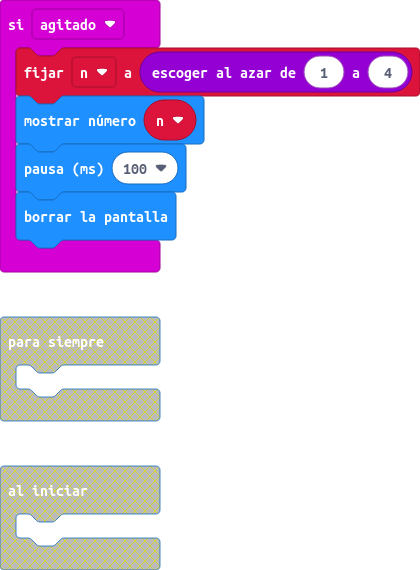 si agitado
fijar n a escoger al azar de 1 a 4
mostrar número n
pausa (ms) 100
borrar la pantalla
para siempre
al iniciar